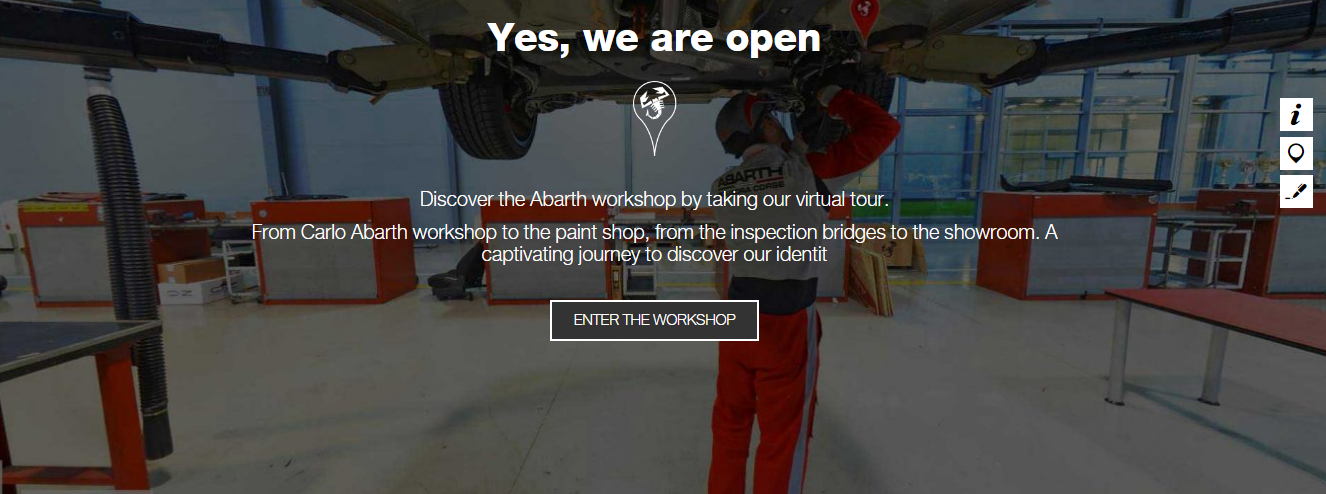 Yes, we are open
Discover the Abarth workshop by taking our virtual tour.
From Carlo Abarth workshop to the paint shop, from the inspection bridges to the showroom. A
captivating journey to discover our identit
ABARTH
ENTER THE WORKSHOP